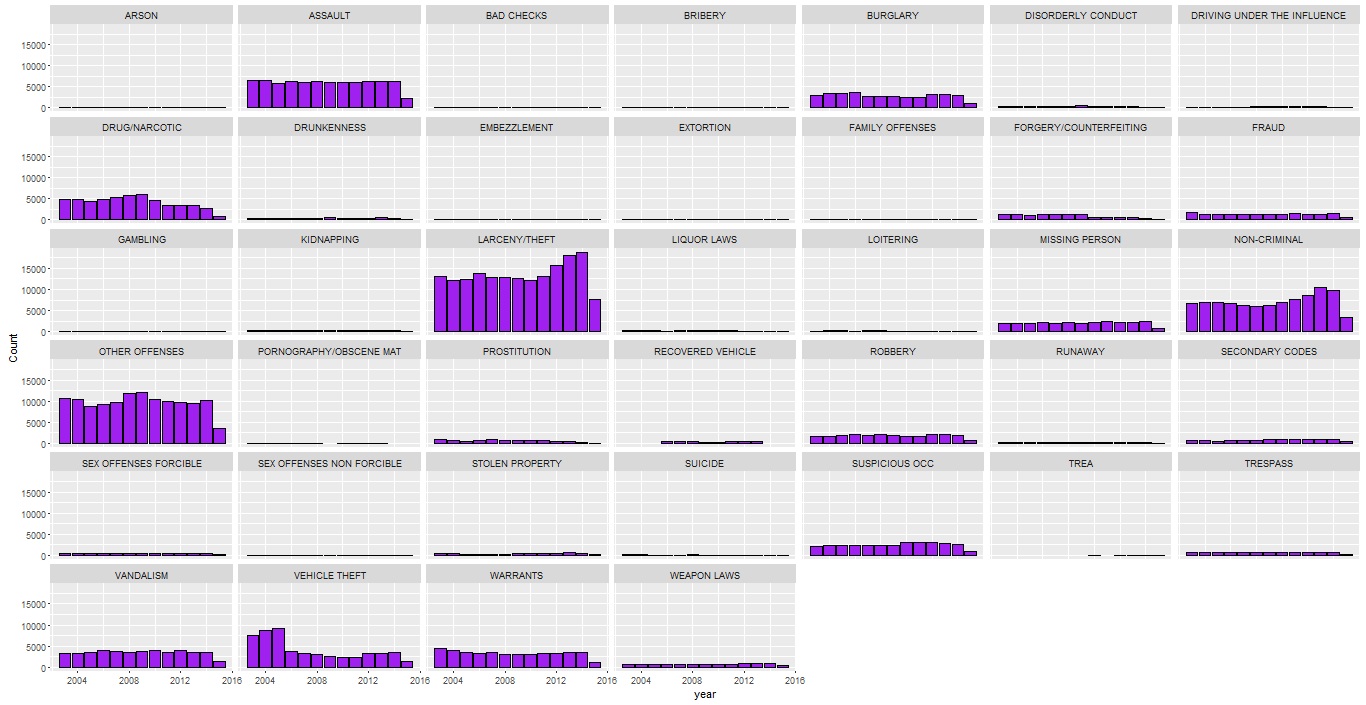 ARSON ASSAULT BAD CHECKS BRIBERY BURGLARY DISORDERLY CONDUCT DRIVING UNDER THE INFLUENCE
15000
10000
5000
0
DRUG/NARCOTIC DRUNKENNESS EMBEZZLEMENT EXTORTION FAMILY OFFENSES FORGERY/COUNTERFEITING FRAUD
15000
10000
5000
0
GAMBLING KIDNAPPING LARCENY/THEFT LIQUOR LAWS LOITERING MISSING PERSON NON-CRIMINAL
15000
10000
5000
0
Count
OTHER OFFENSES PORNOGRAPHY/OBSCENE MAT PROSTITUTION RECOVERED VEHICLE ROBBERY RUNAWAY SECONDARY CODES
15000
10000
5000
0
SEX OFFENSES FORCIBLE SEX OFFENSES NON FORCIBLE STOLEN PROPERTY SUICIDE SUSPICIOUS OCC TREA TRESPASS
15000
10000
5000
0
VANDALISM VEHICLE THEFT WARRANTS WEAPON LAWS
15000
10000
5000
0
2004 2008 2012 2016 2004 2008 2012 2016 2004 2008 2012 2016 2004 2008 2012 2016
year